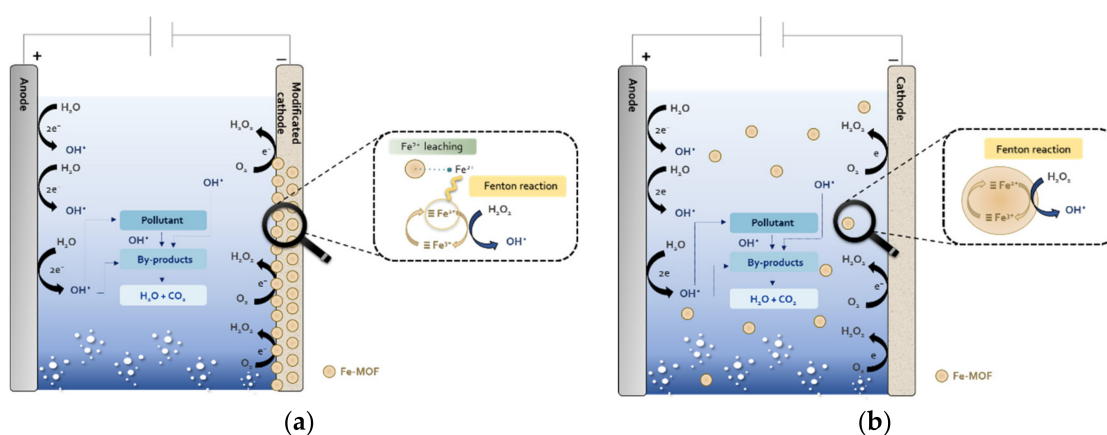 +
−
Anode
Modificated
cathode
H₂O
2e⁻
OH•
H₂O
2e⁻
OH•
H₂O
2e⁻
OH•
Pollutant
OH•
By-products
H₂O + CO₂
OH•
H₂O₂
e⁻
O₂
H₂O₂
e⁻
O₂
H₂O₂
e⁻
O₂
Fe³⁺ leaching
Fenton reaction
≡ Fe²⁺
≡ Fe³⁺
H₂O₂
OH•
Fe-MOF
(a)
+
−
Anode
Cathode
H₂O
2e⁻
OH•
H₂O
2e⁻
OH•
H₂O
2e
OH•
Pollutant
OH•
By-products
H₂O + CO₂
OH•
H₂O₂
e⁻
O₂
H₂O₂
e⁻
O₂
H₂O₂
e
O₂
Fenton reaction
≡ Fe²⁺
≡ Fe³⁺
H₂O₂
OH•
Fe-MOF
(b)